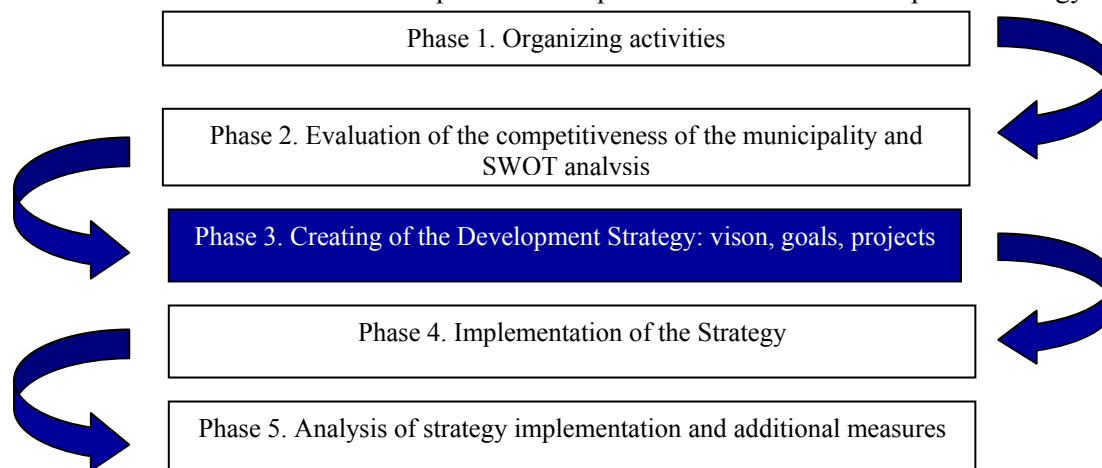 Phase 1. Organizing activities
Phase 2. Evaluation of the competitiveness of the municipality and
SWOT analvsis
Phase 3. Creating of the Development Strategy: vison, goals, projects
Phase 4. Implementation of the Strategy
Phase 5. Analysis of strategy implementation and additional measures